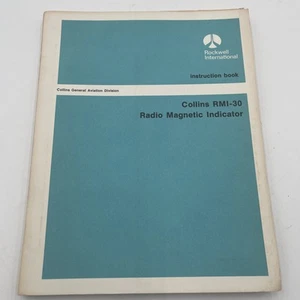 Rockwell
International
instruction book
Collins General Aviation Division
Collins RMI-30
Radio Magnetic Indicator